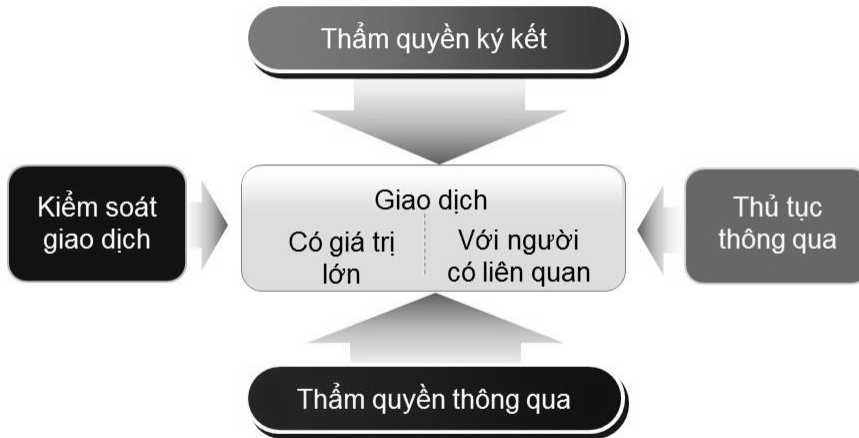 Thẩm quyền ký kết
Kiểm soát
giao dịch
Giao dịch
Có giá trị
lớn
Với người
có liên quan
Thủ tục
thông qua
Thẩm quyền thông qua